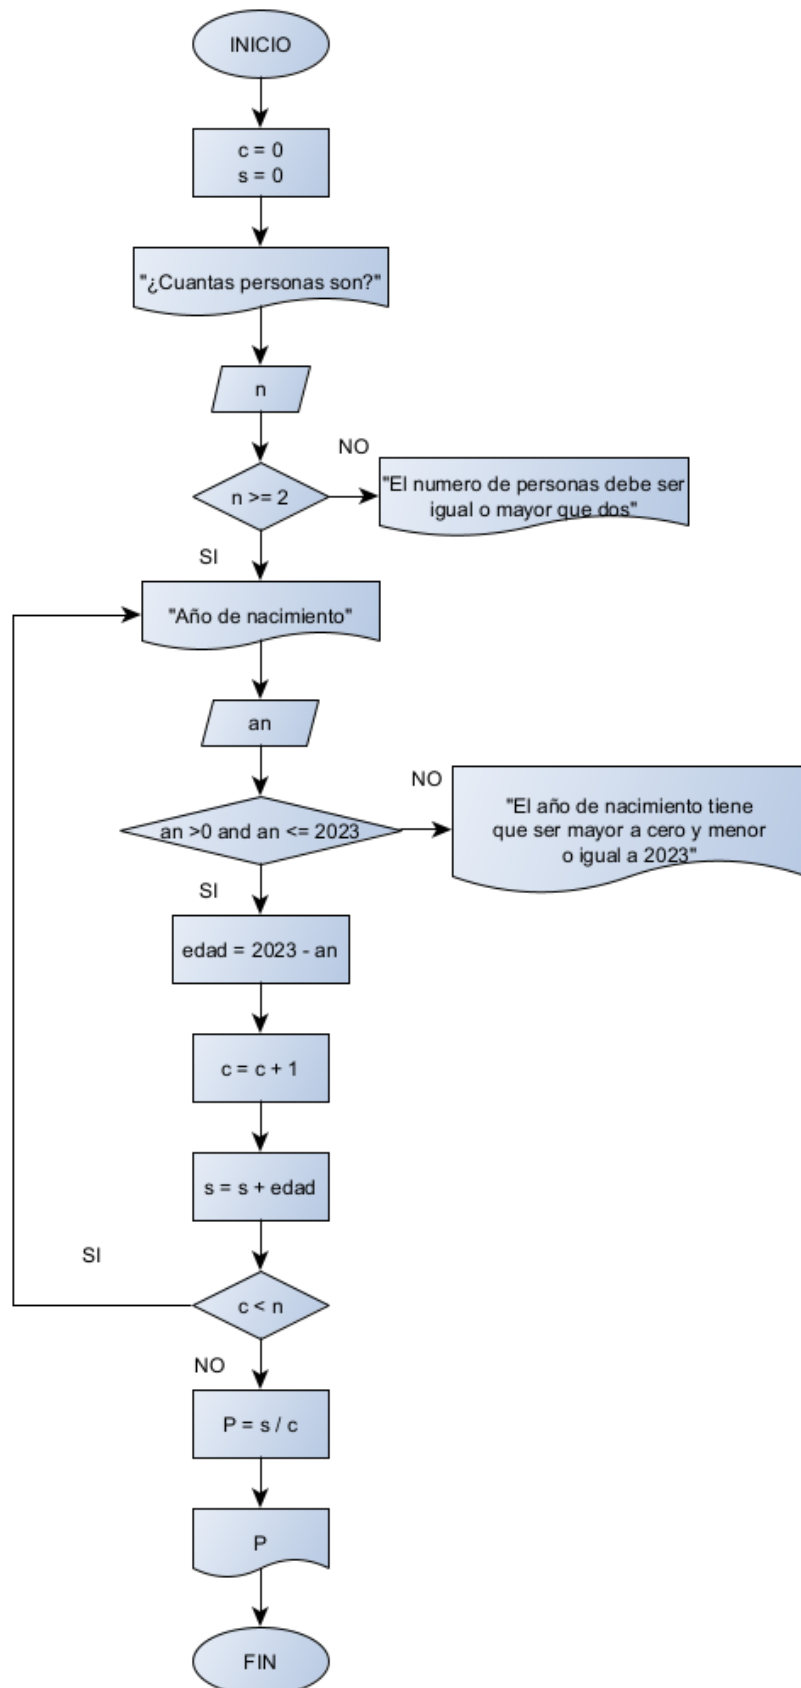 INICIO
c = 0
s = 0
"¿Cuantas personas son?"
n
NO
n >= 2
"El numero de personas debe ser
igual o mayor que dos"
SI
"Año de nacimiento"
an
NO
an >0 and an <= 2023
"El año de nacimiento tiene
que ser mayor a cero y menor
o igual a 2023"
SI
edad = 2023 - an
c = c + 1
s = s + edad
SI
c < n
NO
P = s / c
P
FIN